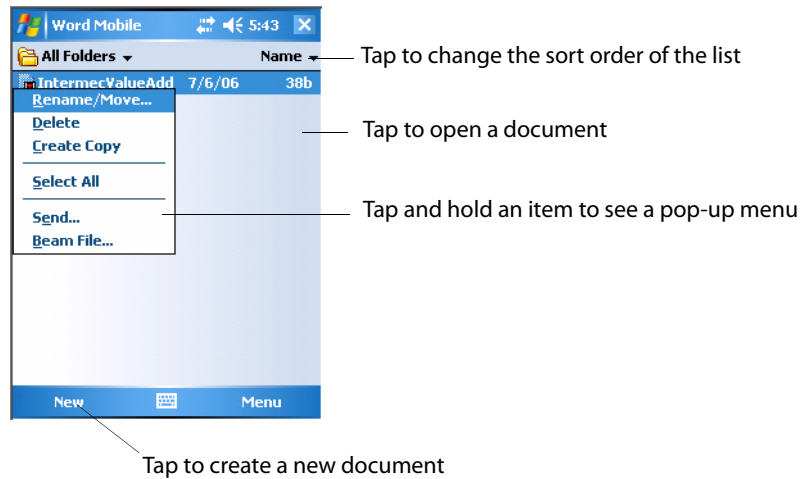 Word Mobile 5:43
All Folders Name
Tap to change the sort order of the list
IntermecValueAdd 7/6/06 38b
Rename/Move...
Delete
Tap to open a document
Create Copy
Select All
Send...
Tap and hold an item to see a pop-up menu
Beam File...
New Menu
Tap to create a new document